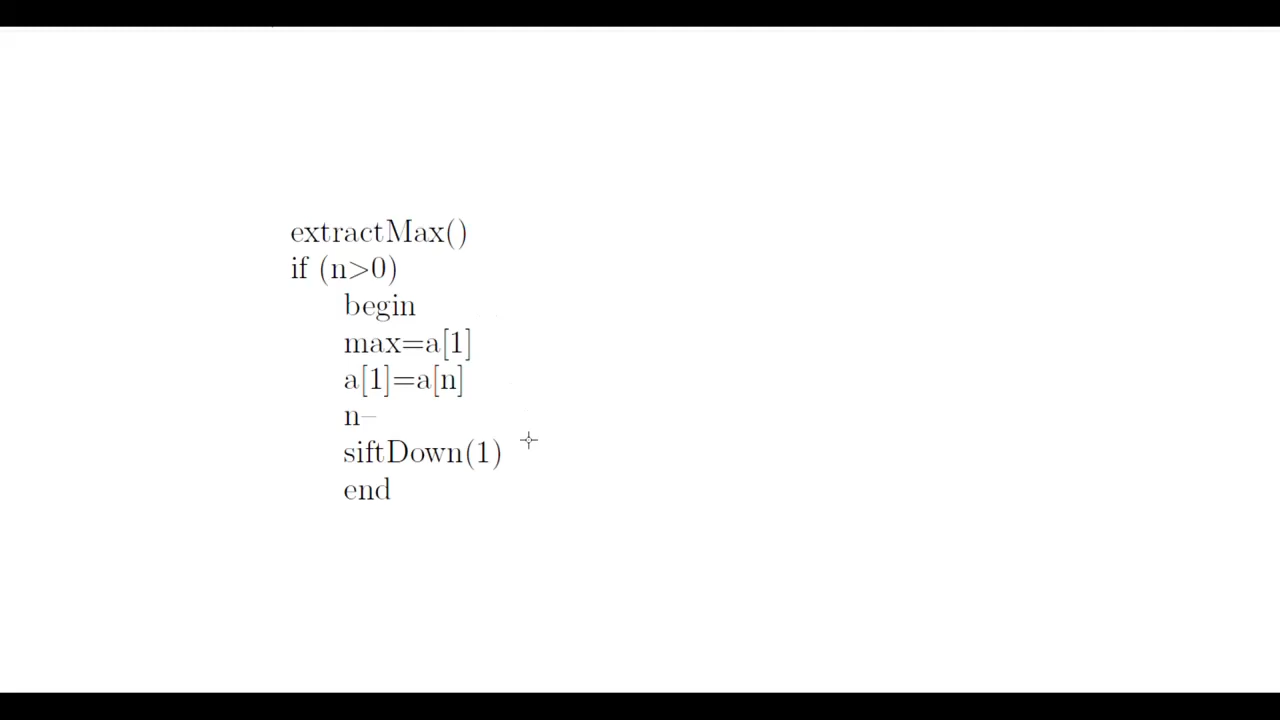 extractMax()
if (n>0)
begin
max=a[1]
a[1]=a[n]
n–
siftDown(1)
end